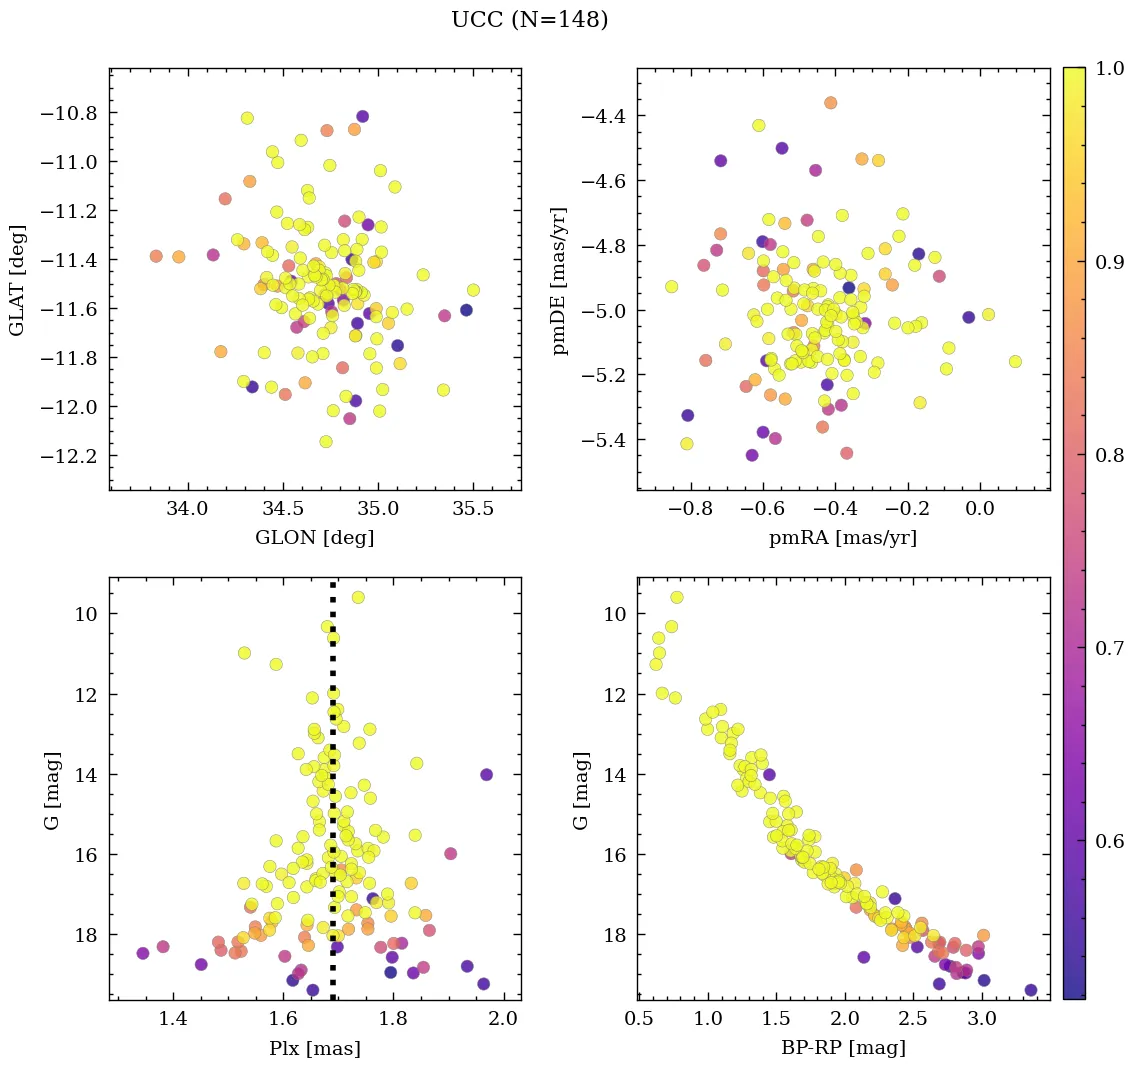 UCC (N=148)
−10.8
−11.0
−11.2
−11.4
−11.6
−11.8
−12.0
−12.2
GLAT [deg]
34.0 34.5 35.0 35.5
GLON [deg]
−4.4
−4.6
−4.8
−5.0
−5.2
−5.4
pmDE [mas/yr]
−0.8 −0.6 −0.4 −0.2 0.0
pmRA [mas/yr]
10
12
14
16
18
G [mag]
1.4 1.6 1.8 2.0
Plx [mas]
10
12
14
16
18
G [mag]
0.5 1.0 1.5 2.0 2.5 3.0
BP-RP [mag]
1.0
0.9
0.8
0.7
0.6